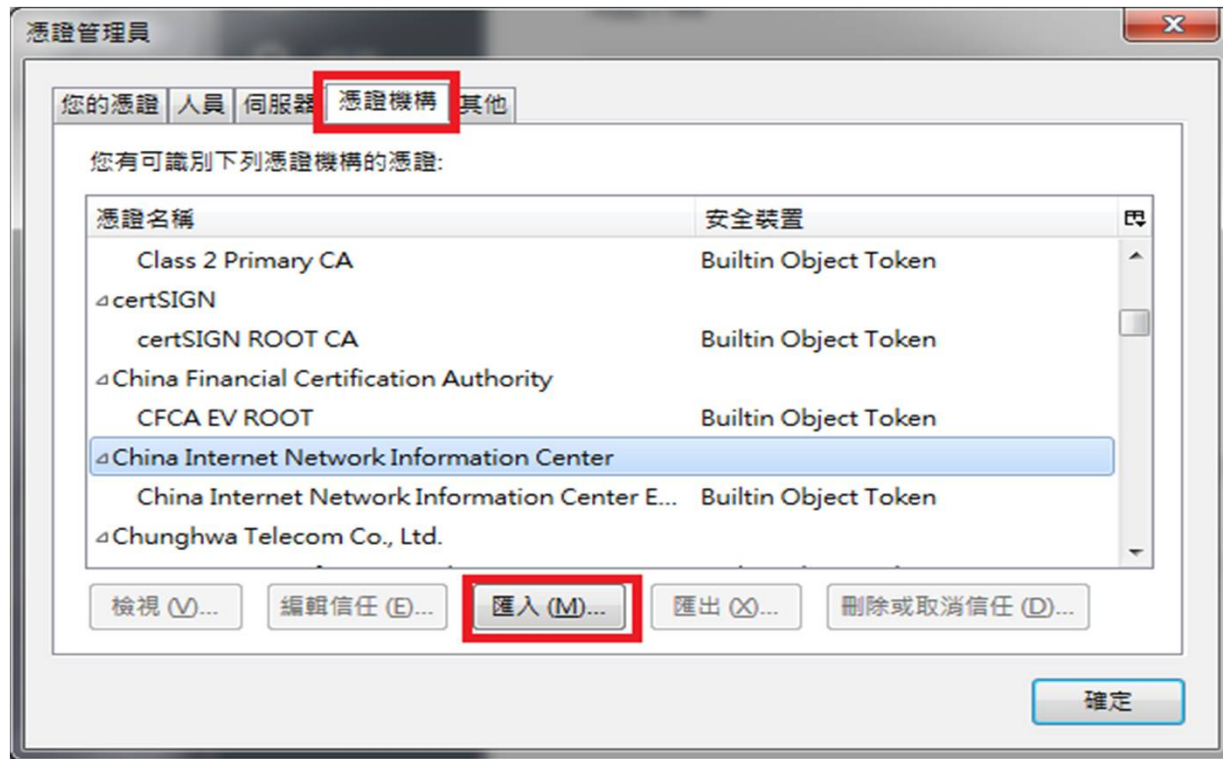 憑證管理員
您的憑證 人員 伺服器 憑證機構 其他
您有可識別下列憑證機構的憑證:
憑證名稱 安全裝置
Class 2 Primary CA Builtin Object Token
certSIGN
certSIGN ROOT CA Builtin Object Token
China Financial Certification Authority
CFCA EV ROOT Builtin Object Token
China Internet Network Information Center
China Internet Network Information Center E... Builtin Object Token
Chunghwa Telecom Co., Ltd.
檢視 (V)... 編輯信任 (E)... 匯入 (M)... 匯出 (X)... 刪除或取消信任 (D)...
確定